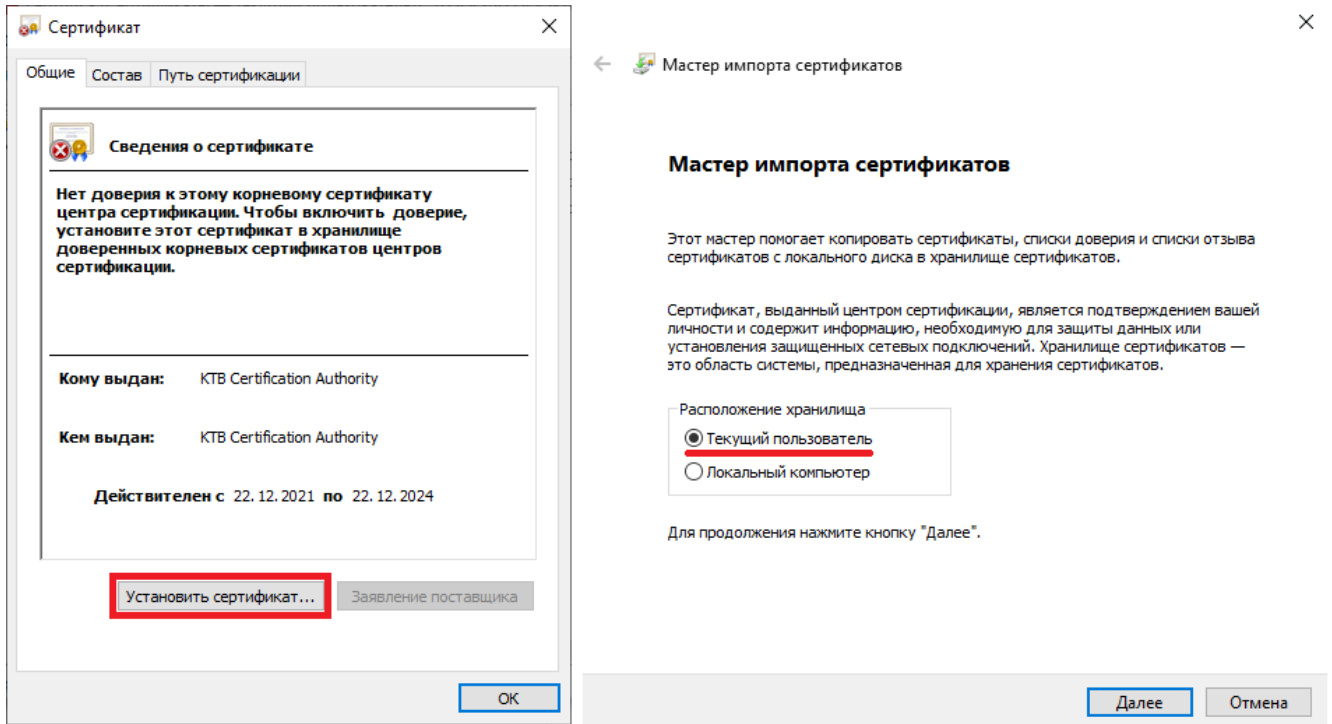 Сертификат
Общие Состав Путь сертификации
Сведения о сертификате
Нет доверия к этому корневому сертификату
центра сертификации. Чтобы включить доверие,
установите этот сертификат в хранилище
доверенных корневых сертификатов центров
сертификации.
Кому выдан: KTB Certification Authority
Кем выдан: KTB Certification Authority
Действителен с 22.12.2021 по 22.12.2024
Установить сертификат... Заявление поставщика
ОК
Мастер импорта сертификатов
Мастер импорта сертификатов
Этот мастер помогает копировать сертификаты, списки доверия и списки отзыва
сертификатов с локального диска в хранилище сертификатов.
Сертификат, выданный центром сертификации, является подтверждением вашей
личности и содержит информацию, необходимую для защиты данных или
установления защищенных сетевых подключений. Хранилище сертификатов —
это область системы, предназначенная для хранения сертификатов.
Расположение хранилища
Текущий пользователь
Локальный компьютер
Для продолжения нажмите кнопку "Далее".
Далее Отмена